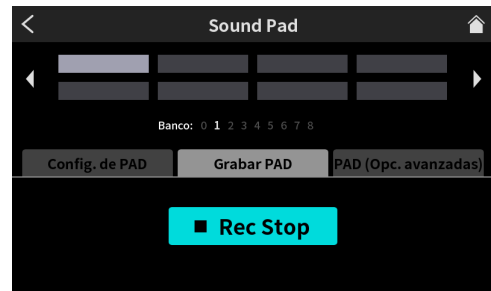 Sound Pad
Banco: 0 1 2 3 4 5 6 7 8
Config. de PAD
Grabar PAD
PAD (Opc. avanzadas)
Rec Stop